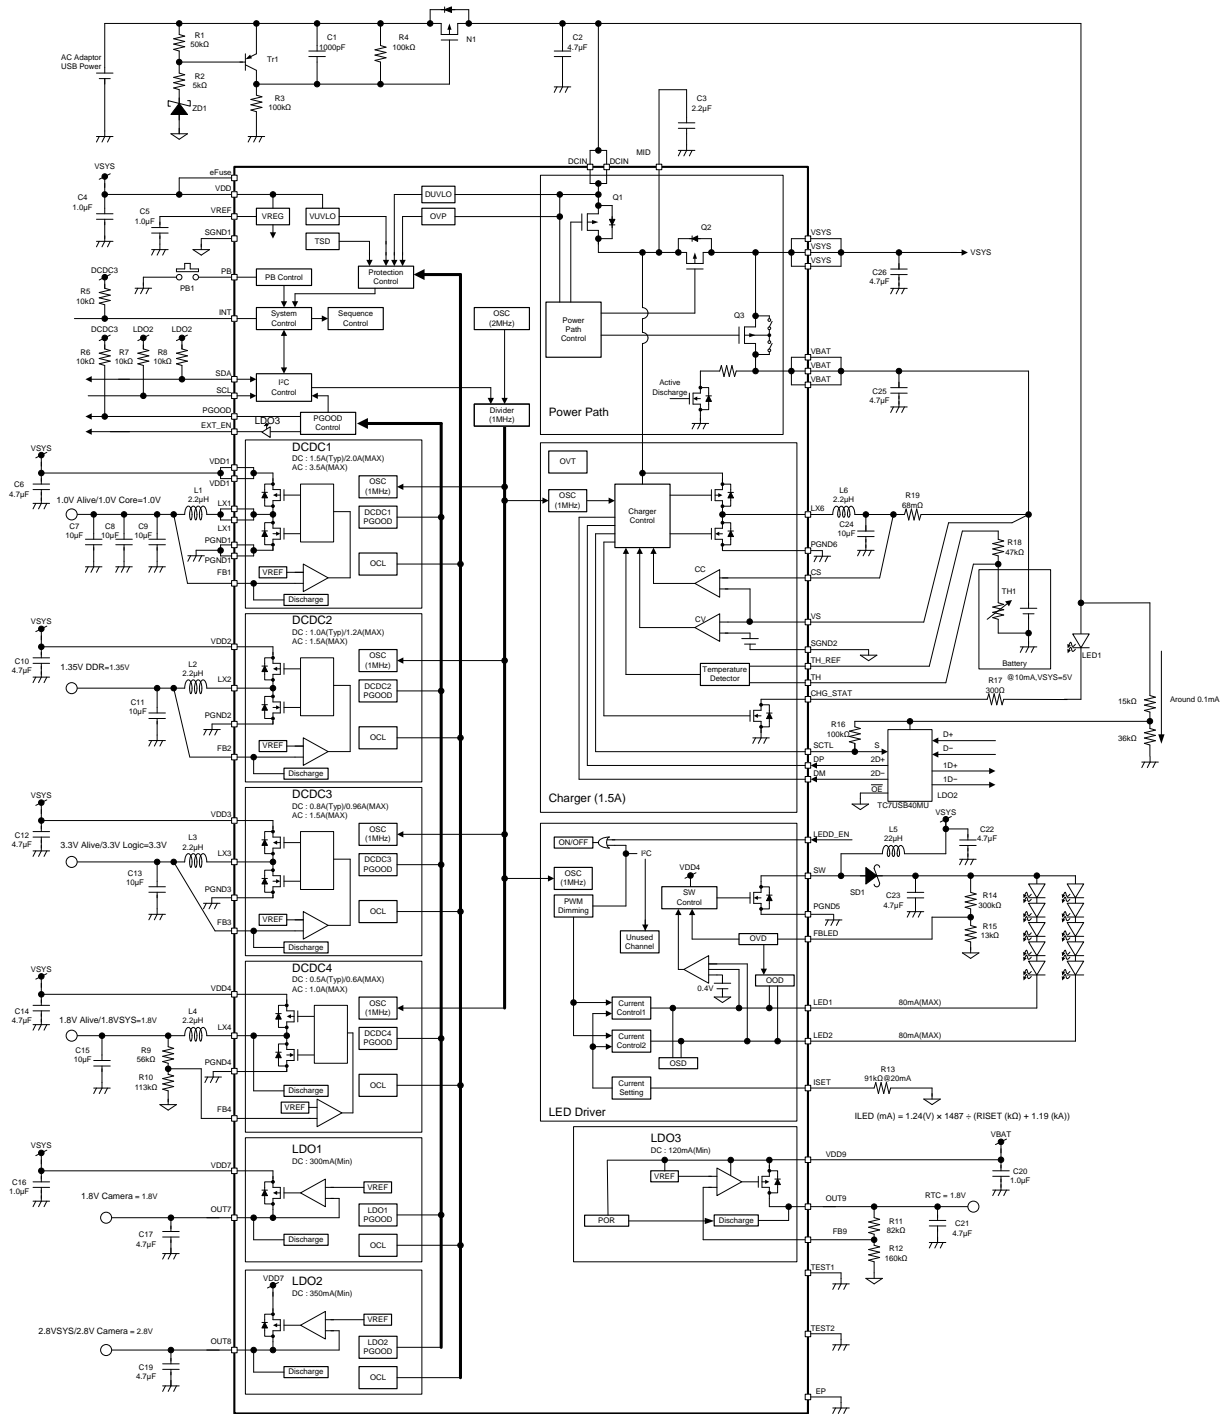 R1
50kΩ
R2
5kΩ
ZD1
Tr1
R3
100kΩ
C1
1000pF
R4
100kΩ
N1
C2
4.7µF
AC Adaptor
USB Power
C3
2.2µF
MID
DCIN
DCIN
VSYS
eFuse
VDD
C4
1.0µF
C5
1.0µF
VREF
SGND1
VREG
VUVLO
DUVLO
OVP
TSD
Protection
Control
PB
PB1
PB Control
DCDC3
R5
10kΩ
INT
System
Control
Sequence
Control
OSC
(2MHz)
DCDC3
LDO2
LDO2
R6
10kΩ
R7
10kΩ
R8
10kΩ
SDA
SCL
PGOOD
EXT_EN
I²C
Control
LDO3
PGOOD
Control
Divider
(1MHz)
Q1
Q2
Q3
Power
Path
Control
Active
Discharge
Power Path
VSYS
VSYS
VSYS
VSYS
C26
4.7µF
VBAT
VBAT
VBAT
C25
4.7µF
VSYS
C6
4.7µF
VDD1
VDD1
1.0V Alive/1.0V Core=1.0V
L1
2.2µH
LX1
LX1
C7
10µF
C8
10µF
C9
10µF
PGND1
PGND1
FB1
DCDC1
DC : 1.5A(Typ)/2.0A(MAX)
AC : 3.5A(MAX)
OSC
(1MHz)
DCDC1
PGOOD
OCL
VREF
Discharge
VSYS
C10
4.7µF
VDD2
1.35V DDR=1.35V
L2
2.2µH
LX2
C11
10µF
PGND2
FB2
DCDC2
DC : 1.0A(Typ)/1.2A(MAX)
AC : 1.5A(MAX)
OSC
(1MHz)
DCDC2
PGOOD
OCL
VREF
Discharge
VSYS
C12
4.7µF
VDD3
3.3V Alive/3.3V Logic=3.3V
L3
2.2µH
LX3
C13
10µF
PGND3
FB3
DCDC3
DC : 0.8A(Typ)/0.96A(MAX)
AC : 1.5A(MAX)
OSC
(1MHz)
DCDC3
PGOOD
OCL
VREF
Discharge
VSYS
C14
4.7µF
VDD4
1.8V Alive/1.8VSYS=1.8V
L4
2.2µH
LX4
C15
10µF
R9
56kΩ
R10
113kΩ
PGND4
FB4
DCDC4
DC : 0.5A(Typ)/0.6A(MAX)
AC : 1.0A(MAX)
OSC
(1MHz)
DCDC4
PGOOD
OCL
Discharge
VREF
VSYS
C16
1.0µF
VDD7
1.8V Camera = 1.8V
OUT7
C17
4.7µF
LDO1
DC : 300mA(Min)
VREF
LDO1
PGOOD
OCL
Discharge
LDO2
DC : 350mA(Min)
VDD7
2.8VSYS/2.8V Camera = 2.8V
OUT8
C19
4.7µF
VREF
LDO2
PGOOD
OCL
Discharge
OVT
OSC
(1MHz)
Charger
Control
CC
CV
Temperature
Detector
Charger (1.5A)
LX6
L6
2.2µH
R19
68mΩ
C24
10µF
PGND6
CS
VS
SGND2
TH_REF
TH
CHG_STAT
R18
47kΩ
TH1
Battery
@10mA,VSYS=5V
R17
300Ω
LED1
15kΩ
36kΩ
Around 0.1mA
R16
100kΩ
SCTL
DP
DM
S
2D+
2D−
OE
D+
D−
1D+
1D−
LDO2
TC7USB40MU
ON/OFF
I²C
OSC
(1MHz)
PWM
Dimming
Unused
Channel
VDD4
SW
Control
OVD
OOD
0.4V
Current
Control1
Current
Control2
OSD
Current
Setting
LED Driver
LEDD_EN
VSYS
L5
22µH
C22
4.7µF
SW
SD1
C23
4.7µF
R14
300kΩ
R15
13kΩ
PGND5
FBLED
LED1
80mA(MAX)
LED2
80mA(MAX)
ISET
R13
91kΩ@20mA
ILED (mA) = 1.24(V) × 1487 ÷ (RISET (kΩ) + 1.19 (kA))
LDO3
DC : 120mA(Min)
VREF
POR
Discharge
VBAT
VDD9
C20
1.0µF
OUT9
RTC = 1.8V
FB9
R11
82kΩ
R12
160kΩ
C21
4.7µF
TEST1
TEST2
EP